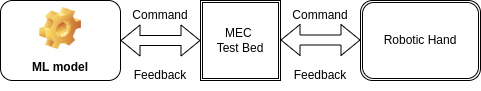 Command
Command
MEC
Test Bed
Robotic Hand
ML model
Feedback
Feedback